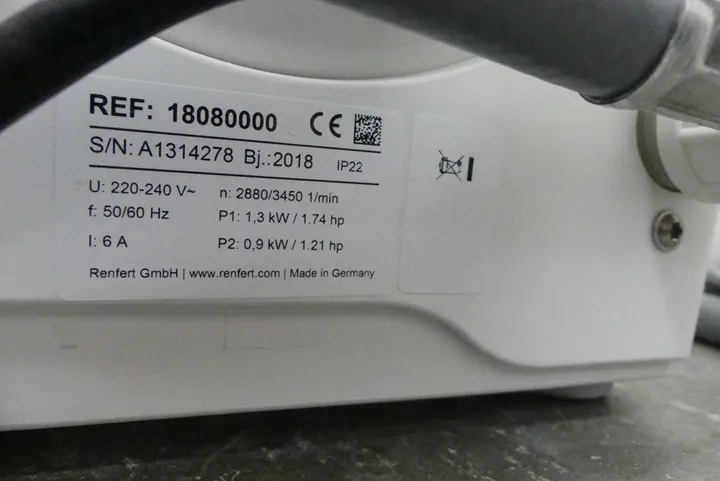 REF: 18080000 CE
S/N: A1314278 Bj.:2018 IP22
U: 220-240 V~ n: 2880/3450 1/min
f: 50/60 Hz P1: 1,3 kW / 1.74 hp
I: 6 A P2: 0,9 kW / 1.21 hp
Renfert GmbH | www.renfert.com | Made in Germany